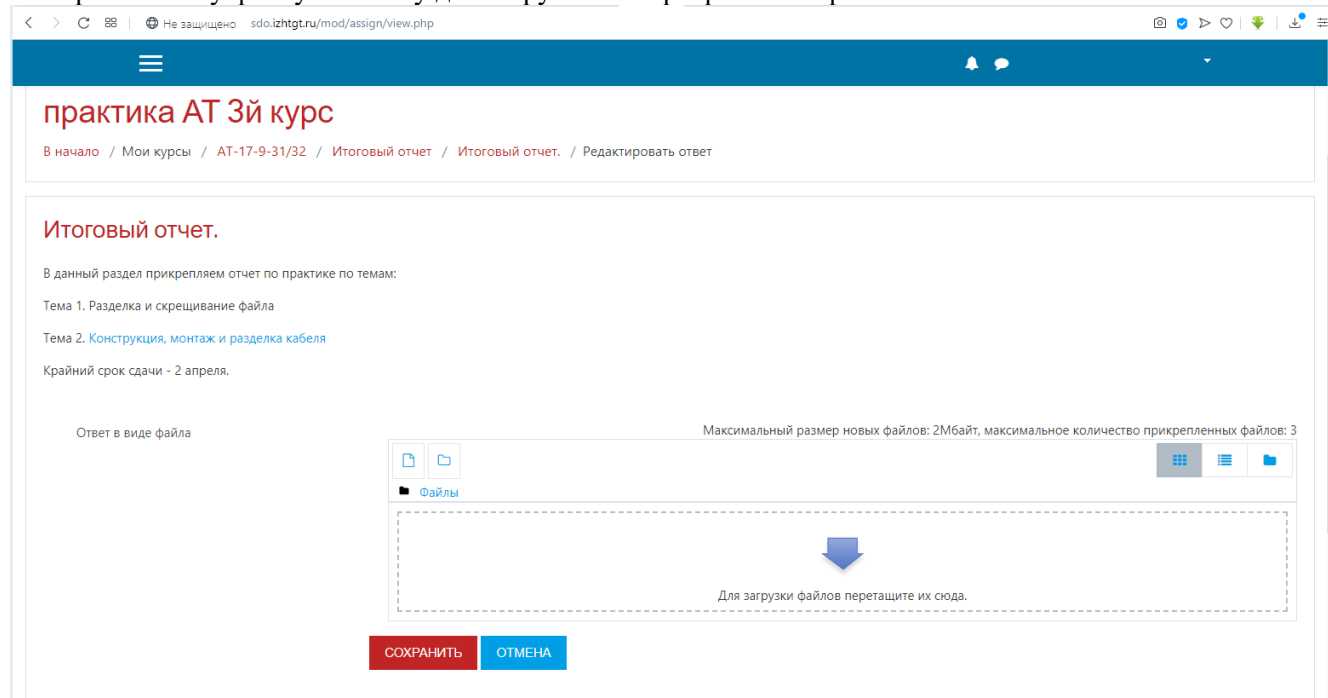 Не защищено sdo.izhtgt.ru/mod/assign/view.php
практика АТ 3й курс
В начало / Мои курсы / АТ-17-9-31/32 / Итоговый отчет / Итоговый отчет. / Редактировать ответ
Итоговый отчет.
В данный раздел прикрепляем отчет по практике по темам:
Тема 1. Разделка и скрещивание файла
Тема 2. Конструкция, монтаж и разделка кабеля
Крайний срок сдачи - 2 апреля.
Ответ в виде файла
Максимальный размер новых файлов: 2Мбайт, максимальное количество прикрепленных файлов: 3
Файлы
Для загрузки файлов перетащите их сюда.
СОХРАНИТЬ ОТМЕНА